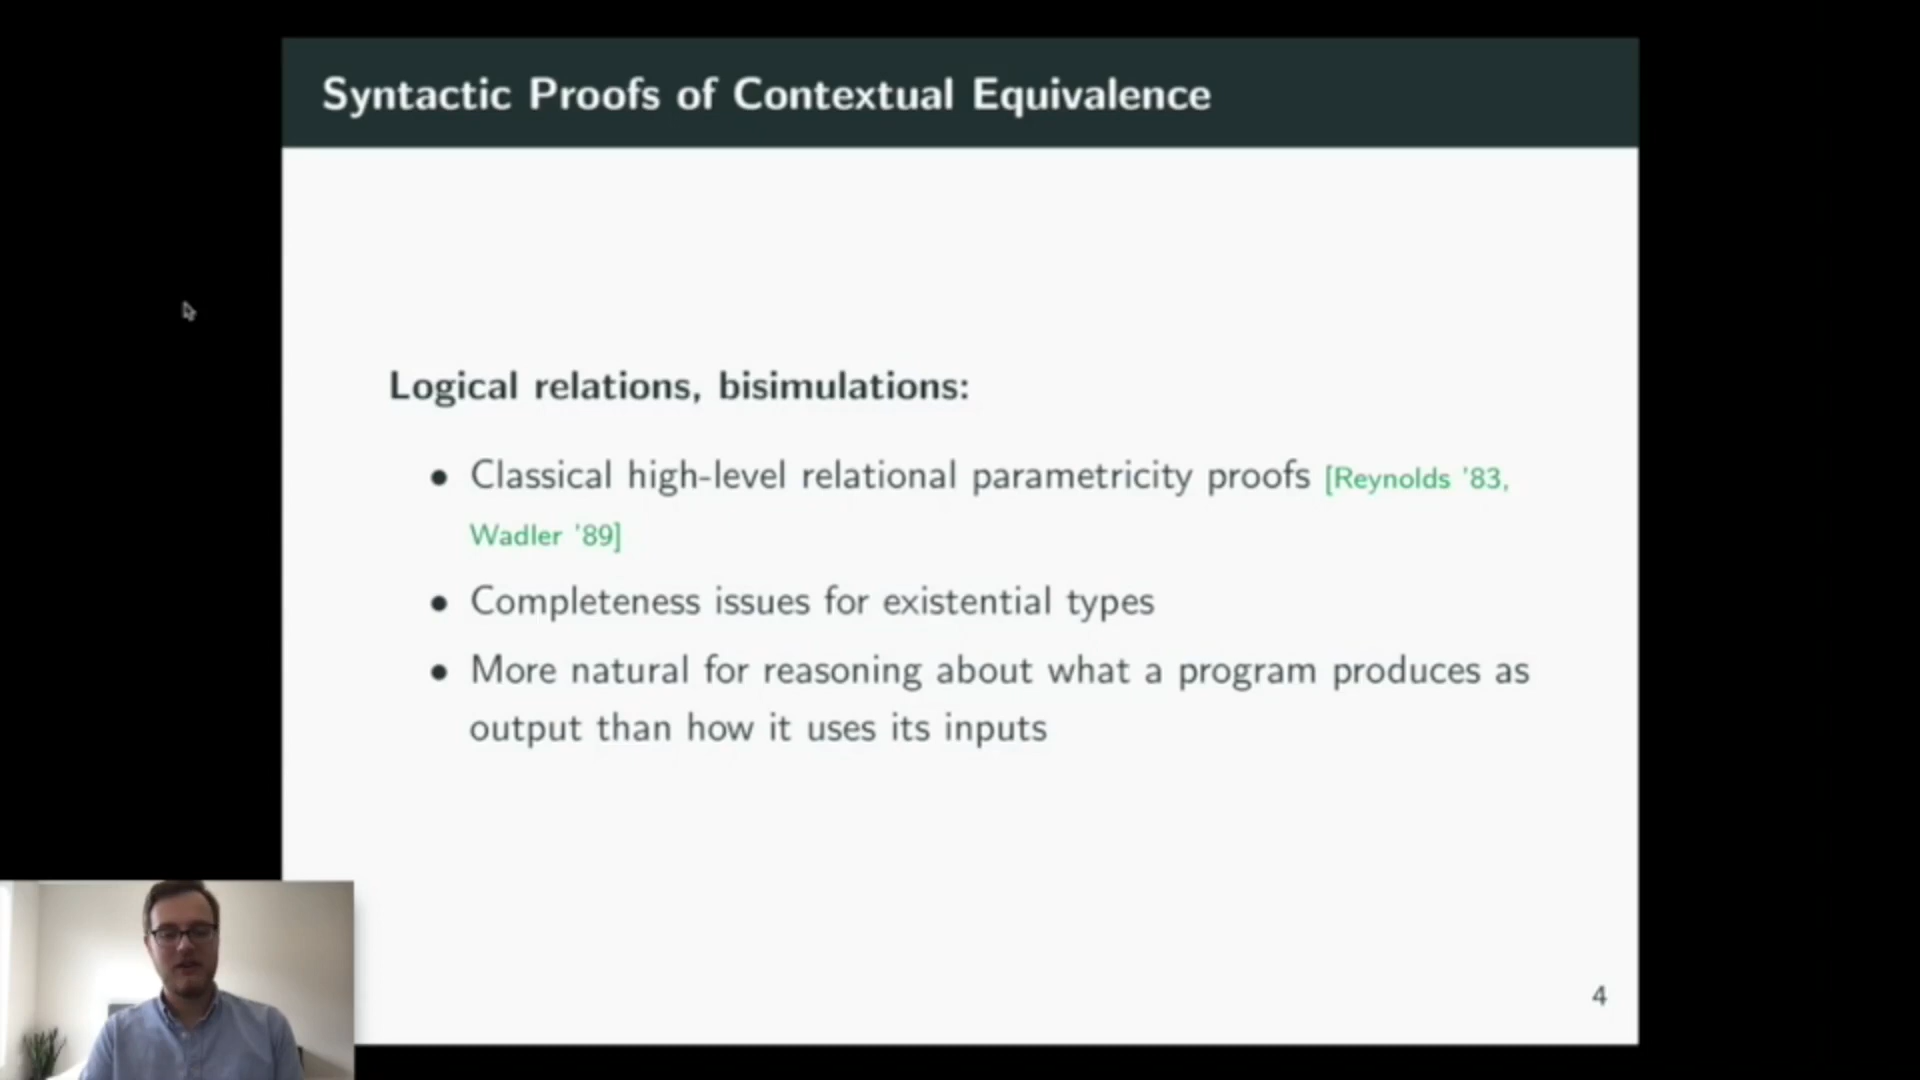 Syntactic Proofs of Contextual Equivalence
Logical relations, bisimulations:
• Classical high-level relational parametricity proofs [Reynolds '83,
Wadler '89]
• Completeness issues for existential types
• More natural for reasoning about what a program produces as
output than how it uses its inputs
4